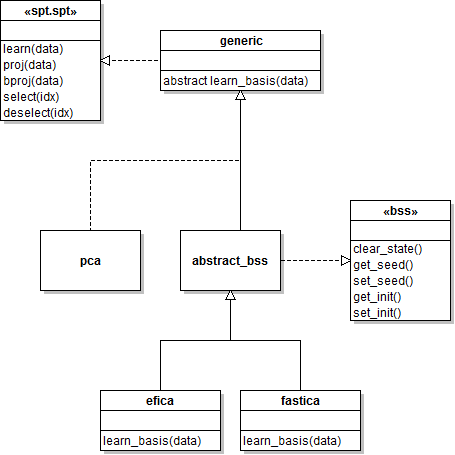 «spt.spt»
learn(data)
proj(data)
bproj(data)
select(idx)
deselect(idx)
generic
abstract learn_basis(data)
pca
abstract_bss
«bss»
clear_state()
get_seed()
set_seed()
get_init()
set_init()
efica
learn_basis(data)
fastica
learn_basis(data)